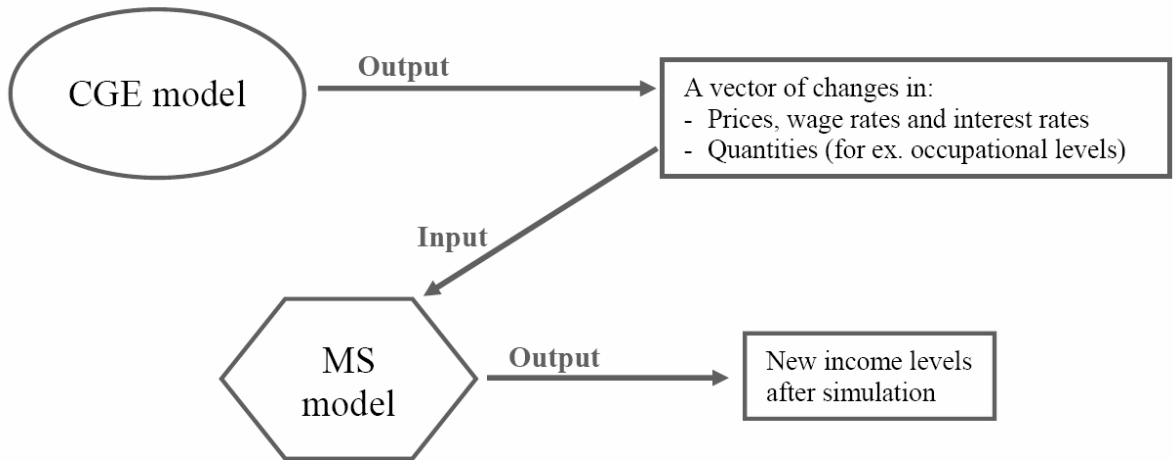 CGE model
Output
A vector of changes in:
- Prices, wage rates and interest rates
- Quantities (for ex. occupational levels)
Input
MS
model
Output
New income levels
after simulation